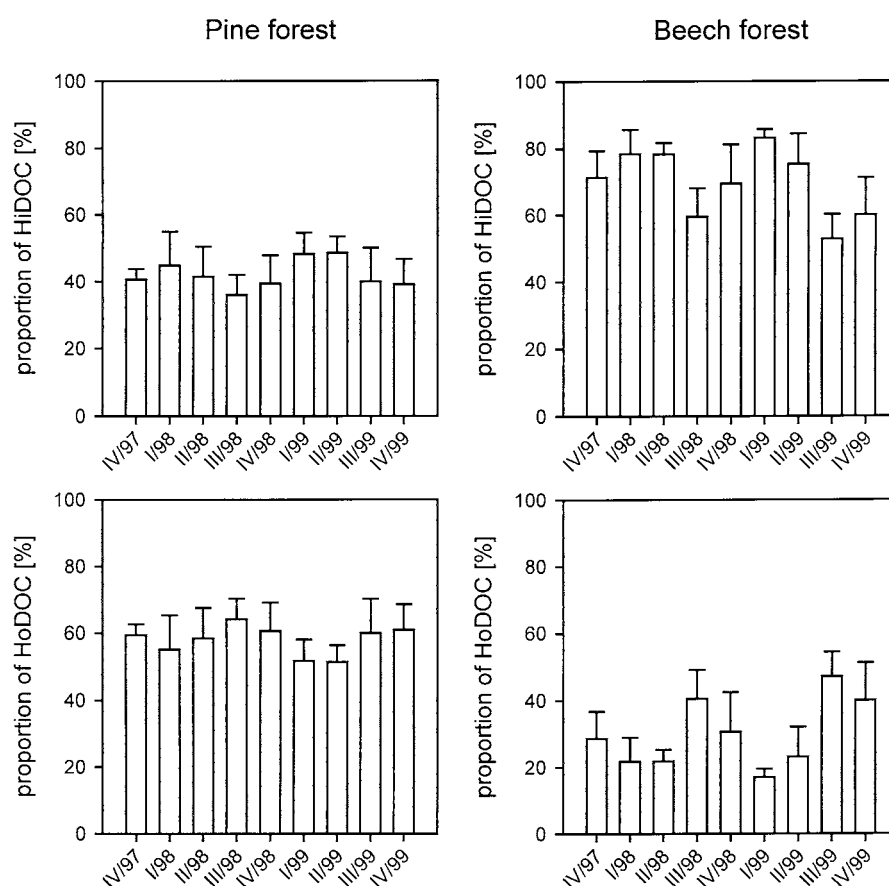 Pine forest
Beech forest
proportion of HiDOC [%]
100
80
60
40
20
0
IV/97
I/98
II/98
III/98
IV/98
I/99
II/99
III/99
IV/99
proportion of HiDOC [%]
100
80
60
40
20
0
IV/97
I/98
II/98
III/98
IV/98
I/99
II/99
III/99
IV/99
proportion of HoDOC [%]
100
80
60
40
20
0
IV/97
I/98
II/98
III/98
IV/98
I/99
II/99
III/99
IV/99
proportion of HoDOC [%]
100
80
60
40
20
0
IV/97
I/98
II/98
III/98
IV/98
I/99
II/99
III/99
IV/99